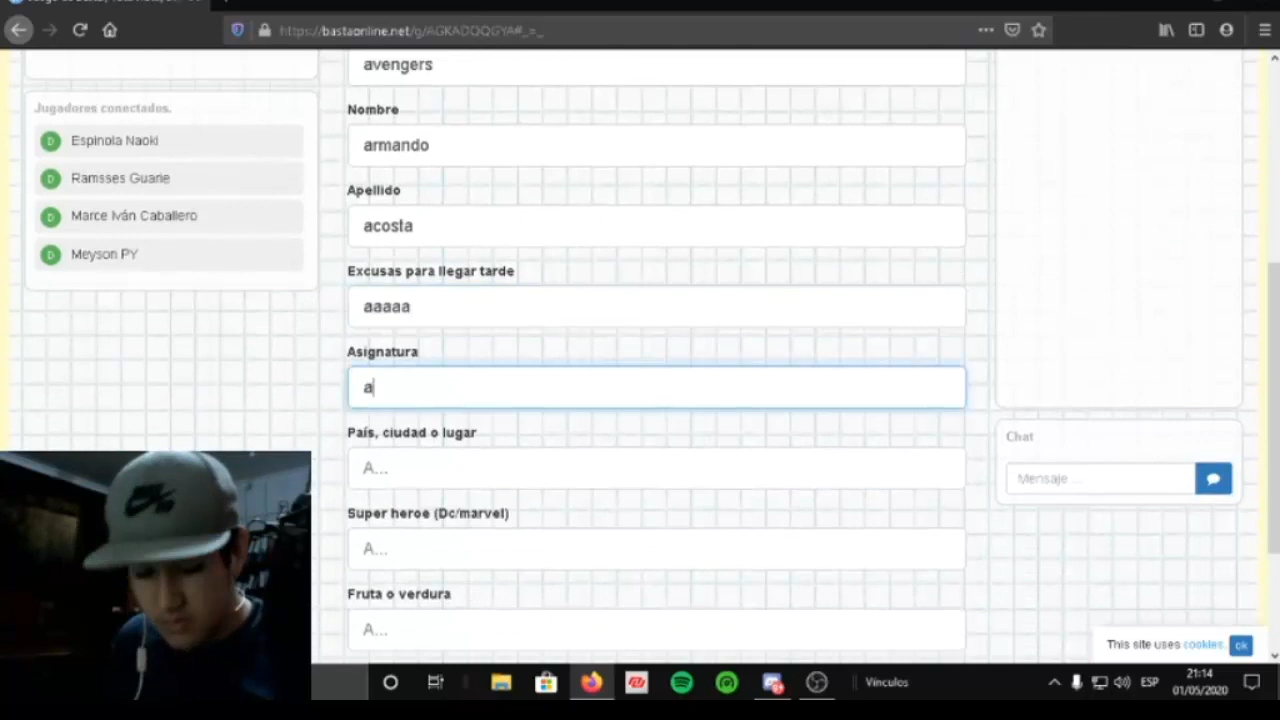 https://bastaonline.net/g/AGKADOQGYA#_=_
avengers
Jugadores conectados.
D Espinola Naoki
D Ramsses Guarie
D Marce Iván Caballero
D Meyson PY
Nombre
armando
Apellido
acosta
Excusas para llegar tarde
aaaaa
Asignatura
a
País, ciudad o lugar
A...
Super heroe (Dc/marvel)
A...
Fruta o verdura
A...
Chat
Mensaje ...
This site uses cookies. ok
Vínculos
ESP
21:14
01/05/2020